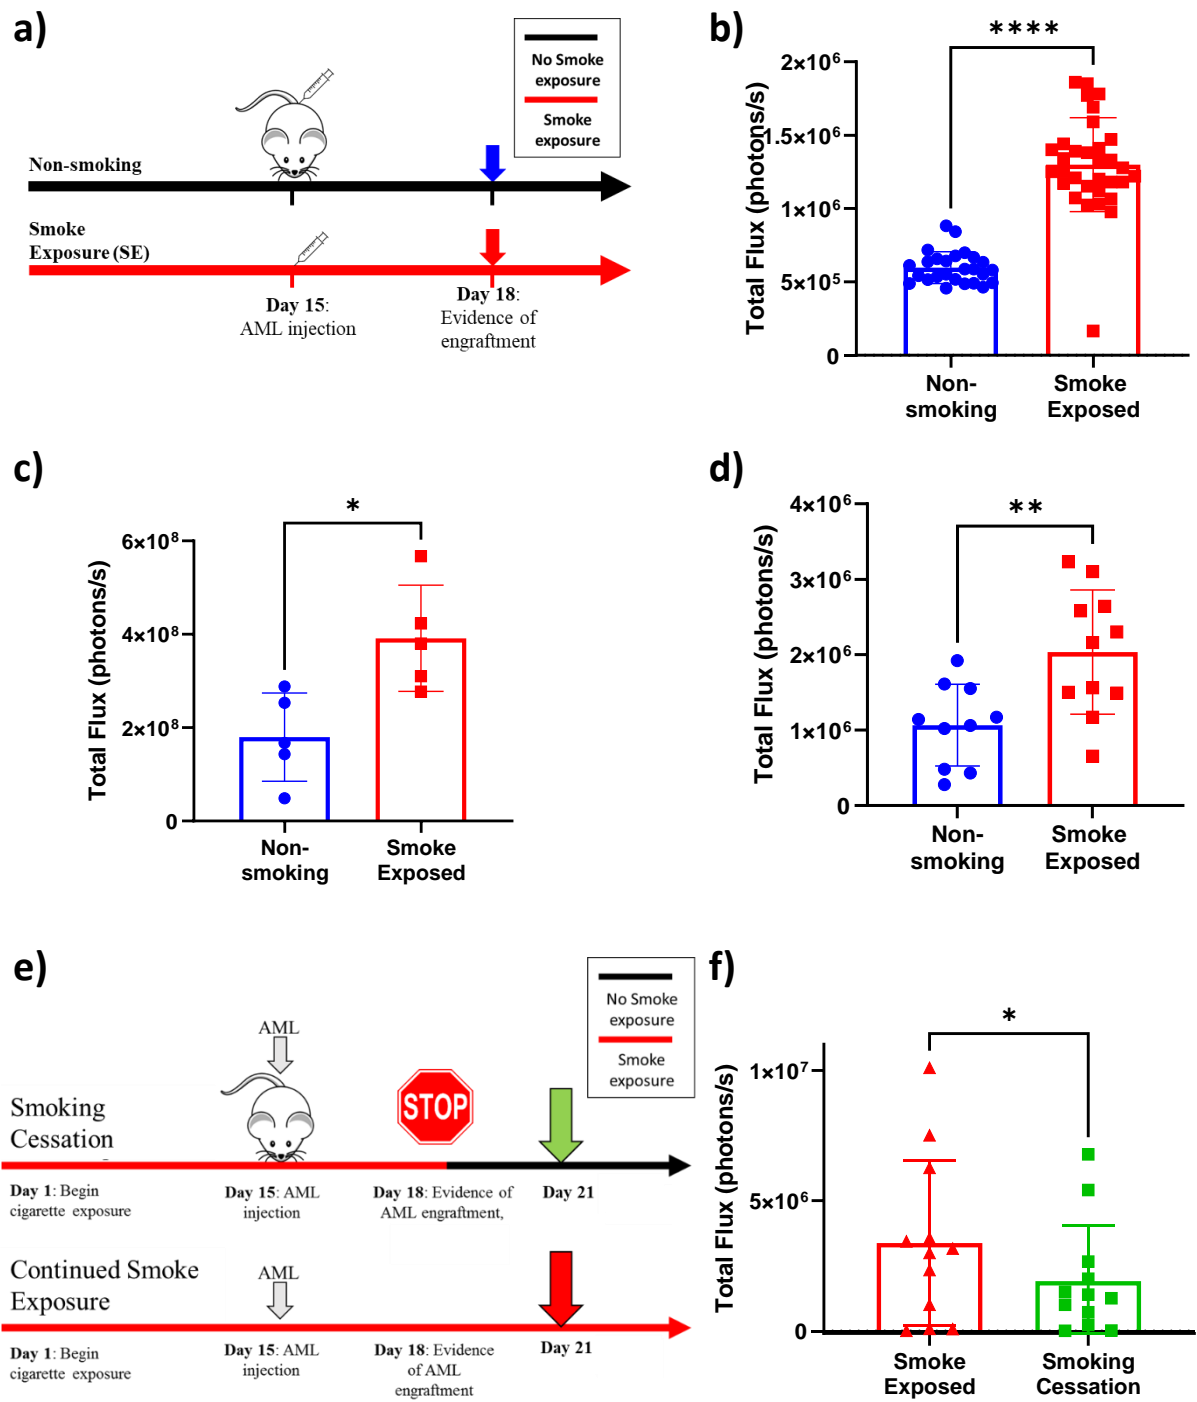 a)
No Smoke
exposure
Smoke
exposure
Non-smoking
Smoke
Exposure (SE)
Day 15:
AML injection
Day 18:
Evidence of
engraftment
b)
****
Total Flux (photons/s)
2×10⁶
1.5×10⁶
1×10⁶
5×10⁵
0
Non-
smoking
Smoke
Exposed
c)
*
Total Flux (photons/s)
6×10⁸
4×10⁸
2×10⁸
0
Non-
smoking
Smoke
Exposed
d)
**
Total Flux (photons/s)
4×10⁶
3×10⁶
2×10⁶
1×10⁶
0
Non-
smoking
Smoke
Exposed
e)
No Smoke
exposure
Smoke
exposure
AML
STOP
Smoking
Cessation
Day 1: Begin
cigarette exposure
Day 15: AML
injection
Day 18: Evidence of
AML engraftment,
Day 21
Continued Smoke
Exposure
AML
Day 1: Begin
cigarette exposure
Day 15: AML
injection
Day 18: Evidence
of AML
engraftment
Day 21
f)
*
Total Flux (photons/s)
1×10⁷
5×10⁶
0
Smoke
Exposed
Smoking
Cessation